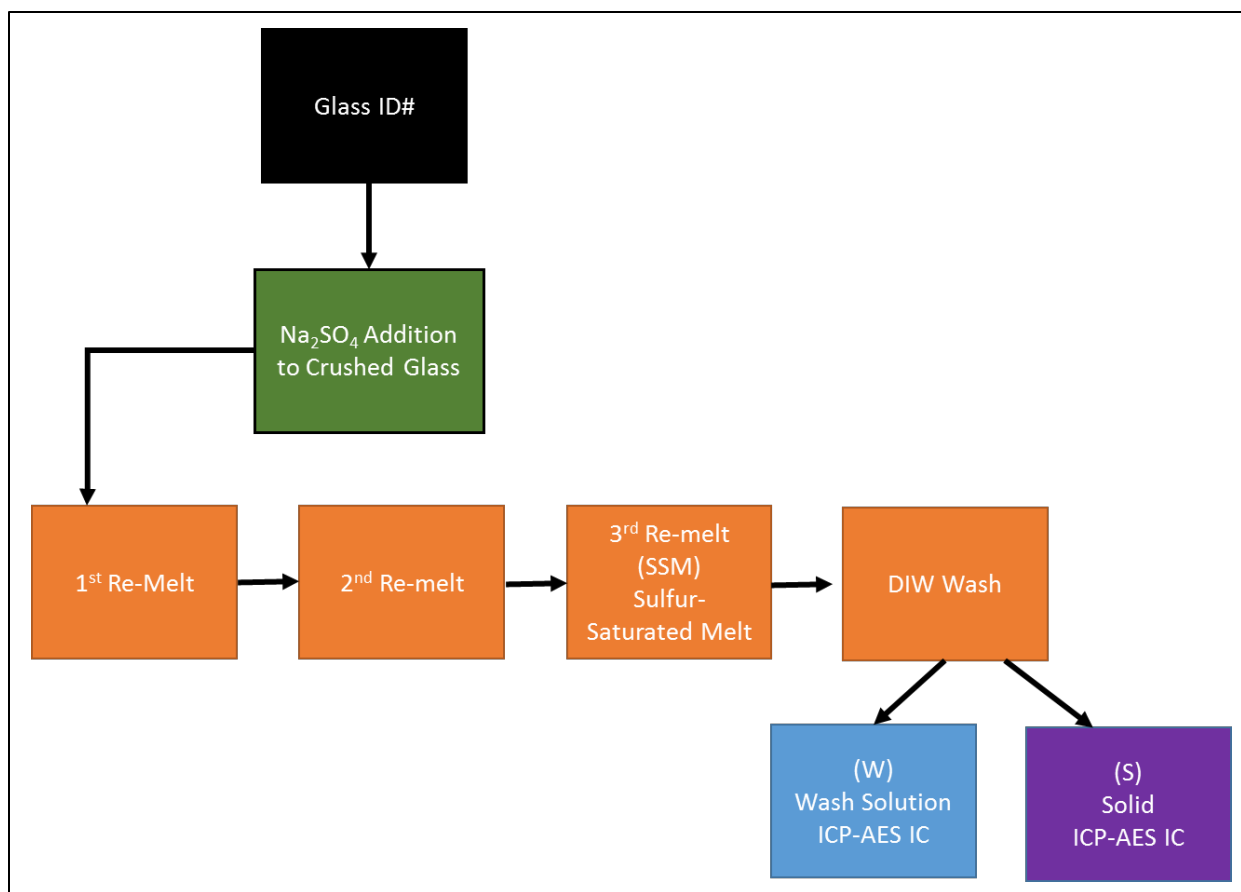 Glass ID#
Na₂SO₄ Addition
to Crushed Glass
1st Re-Melt
2nd Re-melt
3rd Re-melt
(SSM)
Sulfur-
Saturated Melt
DIW Wash
(W)
Wash Solution
ICP-AES IC
(S)
Solid
ICP-AES IC